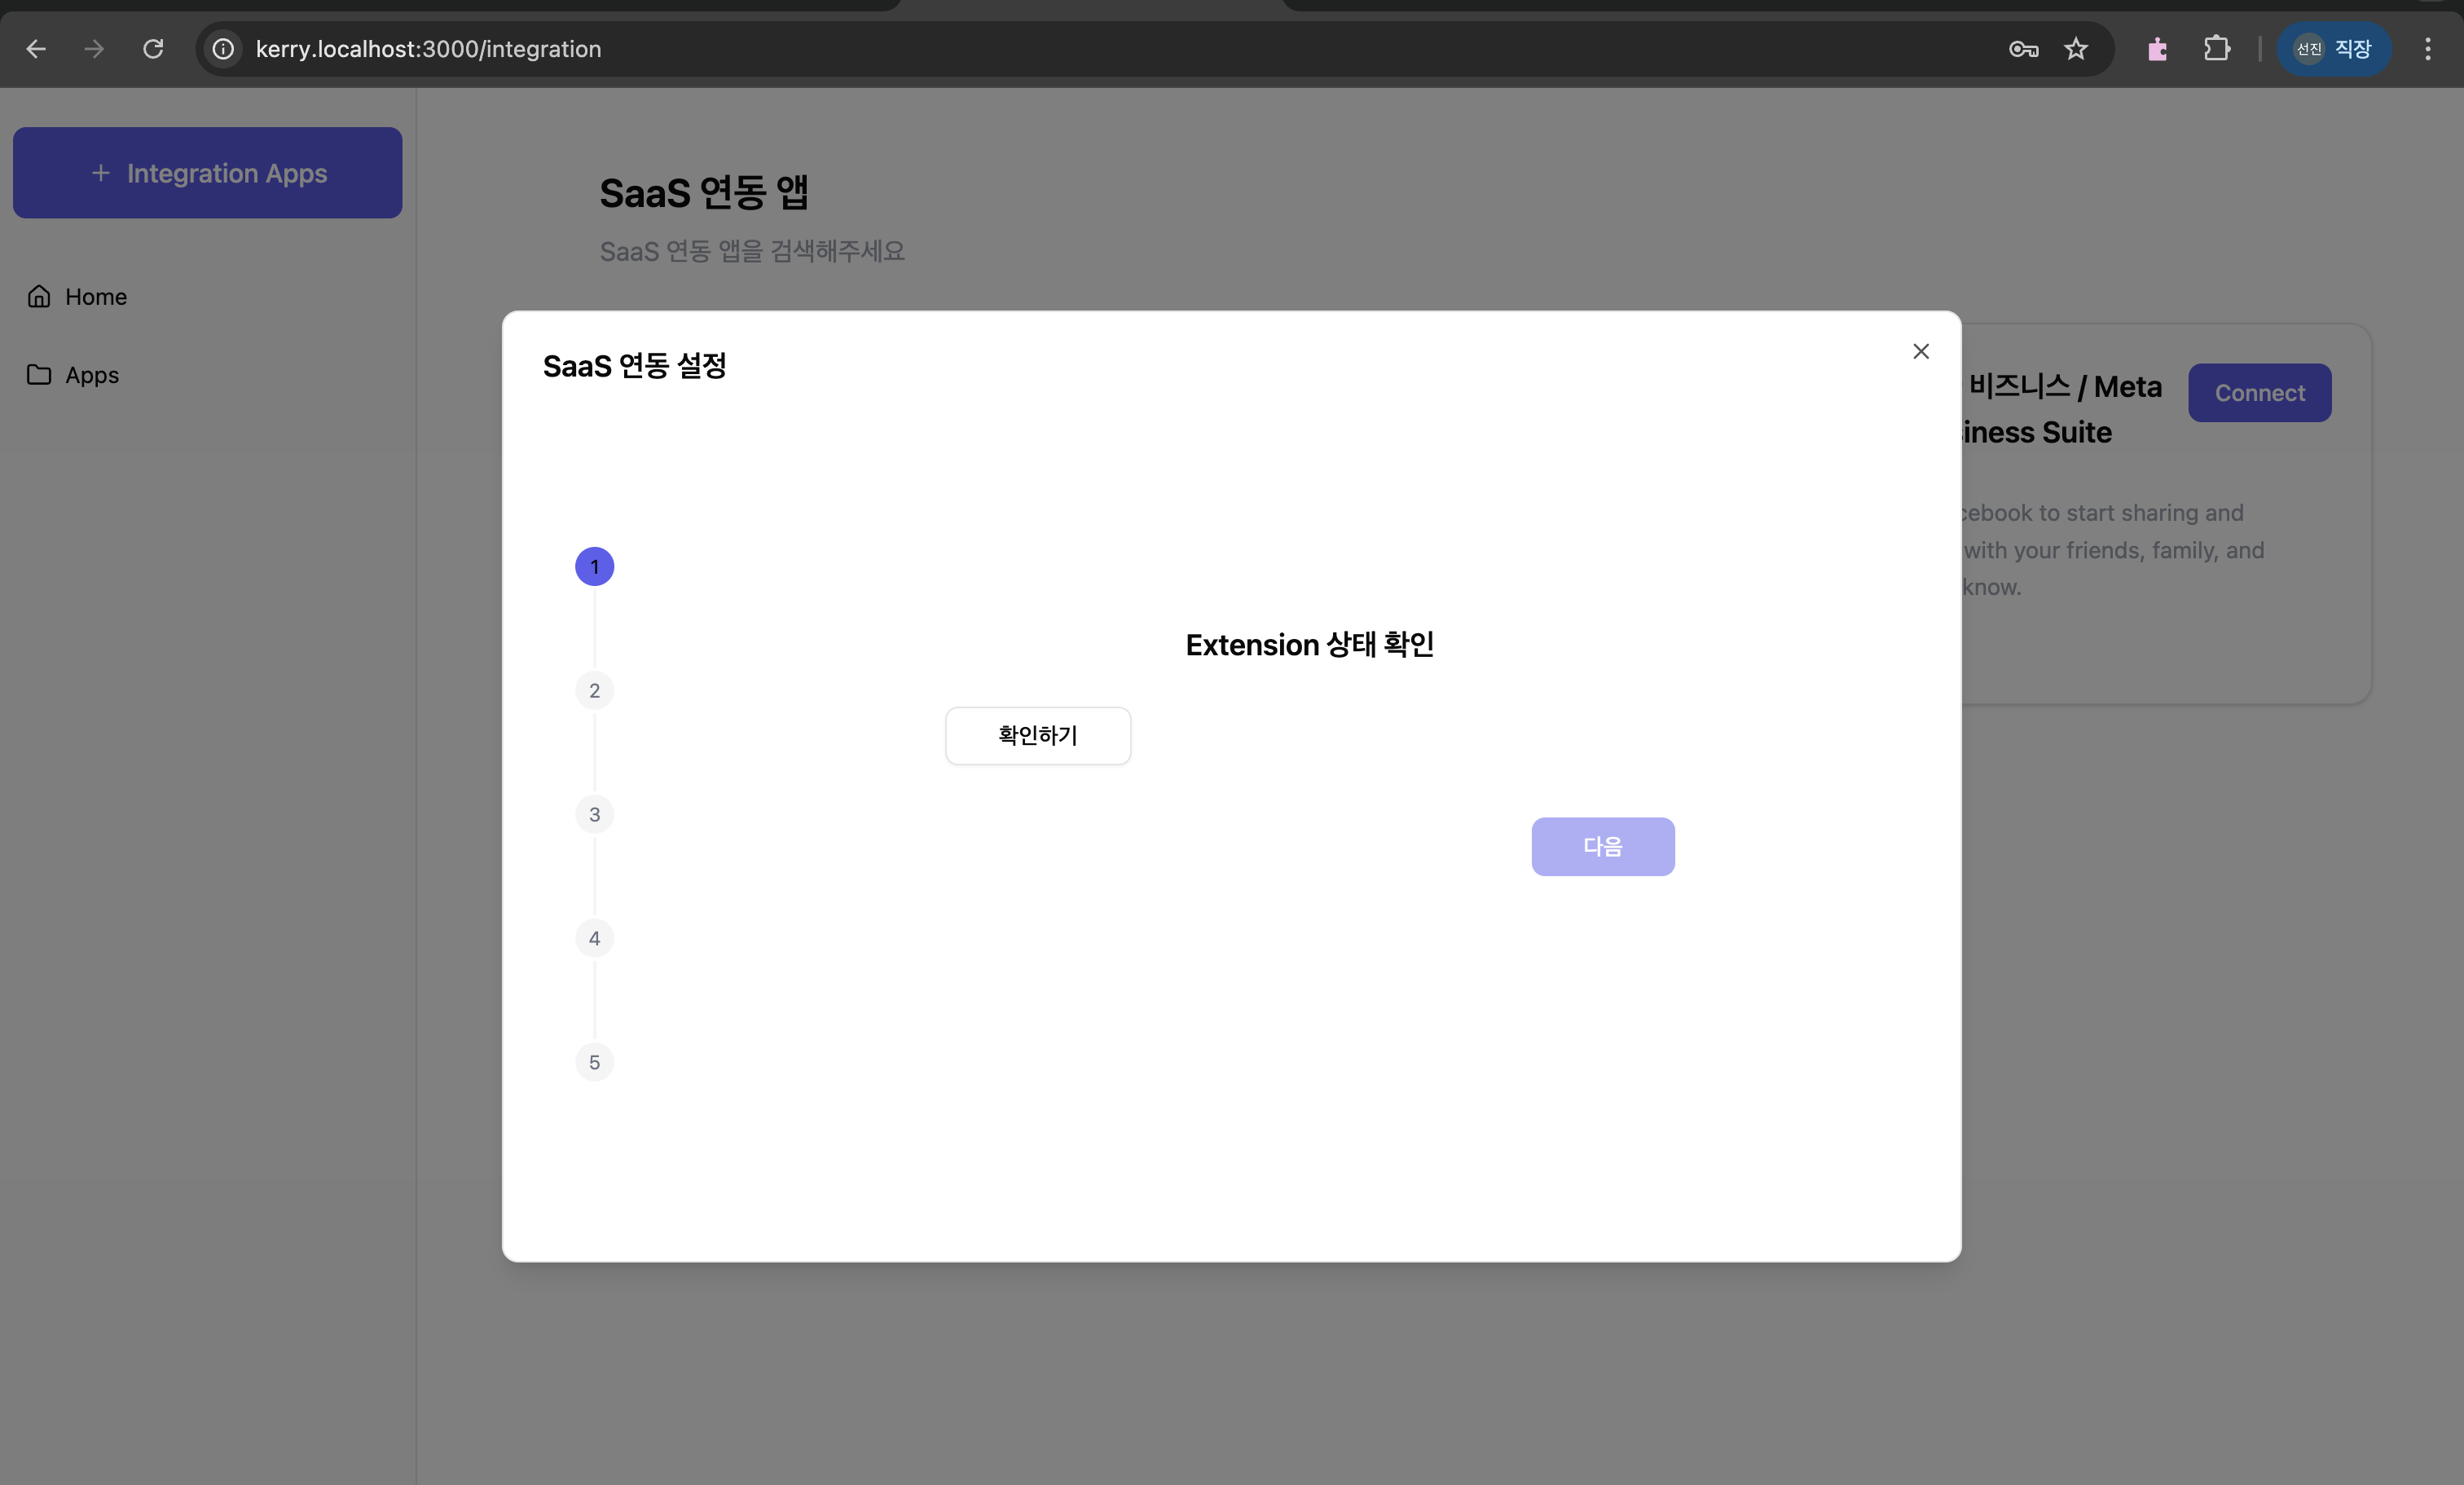 kerry.localhost:3000/integration
선진 직장
Integration Apps
Home
Apps
SaaS 연동 앱
SaaS 연동 앱을 검색해주세요
비즈니스 / Meta
iness Suite
Connect
cebook to start sharing and
with your friends, family, and
know.
SaaS 연동 설정
1
2
3
4
5
Extension 상태 확인
확인하기
다음